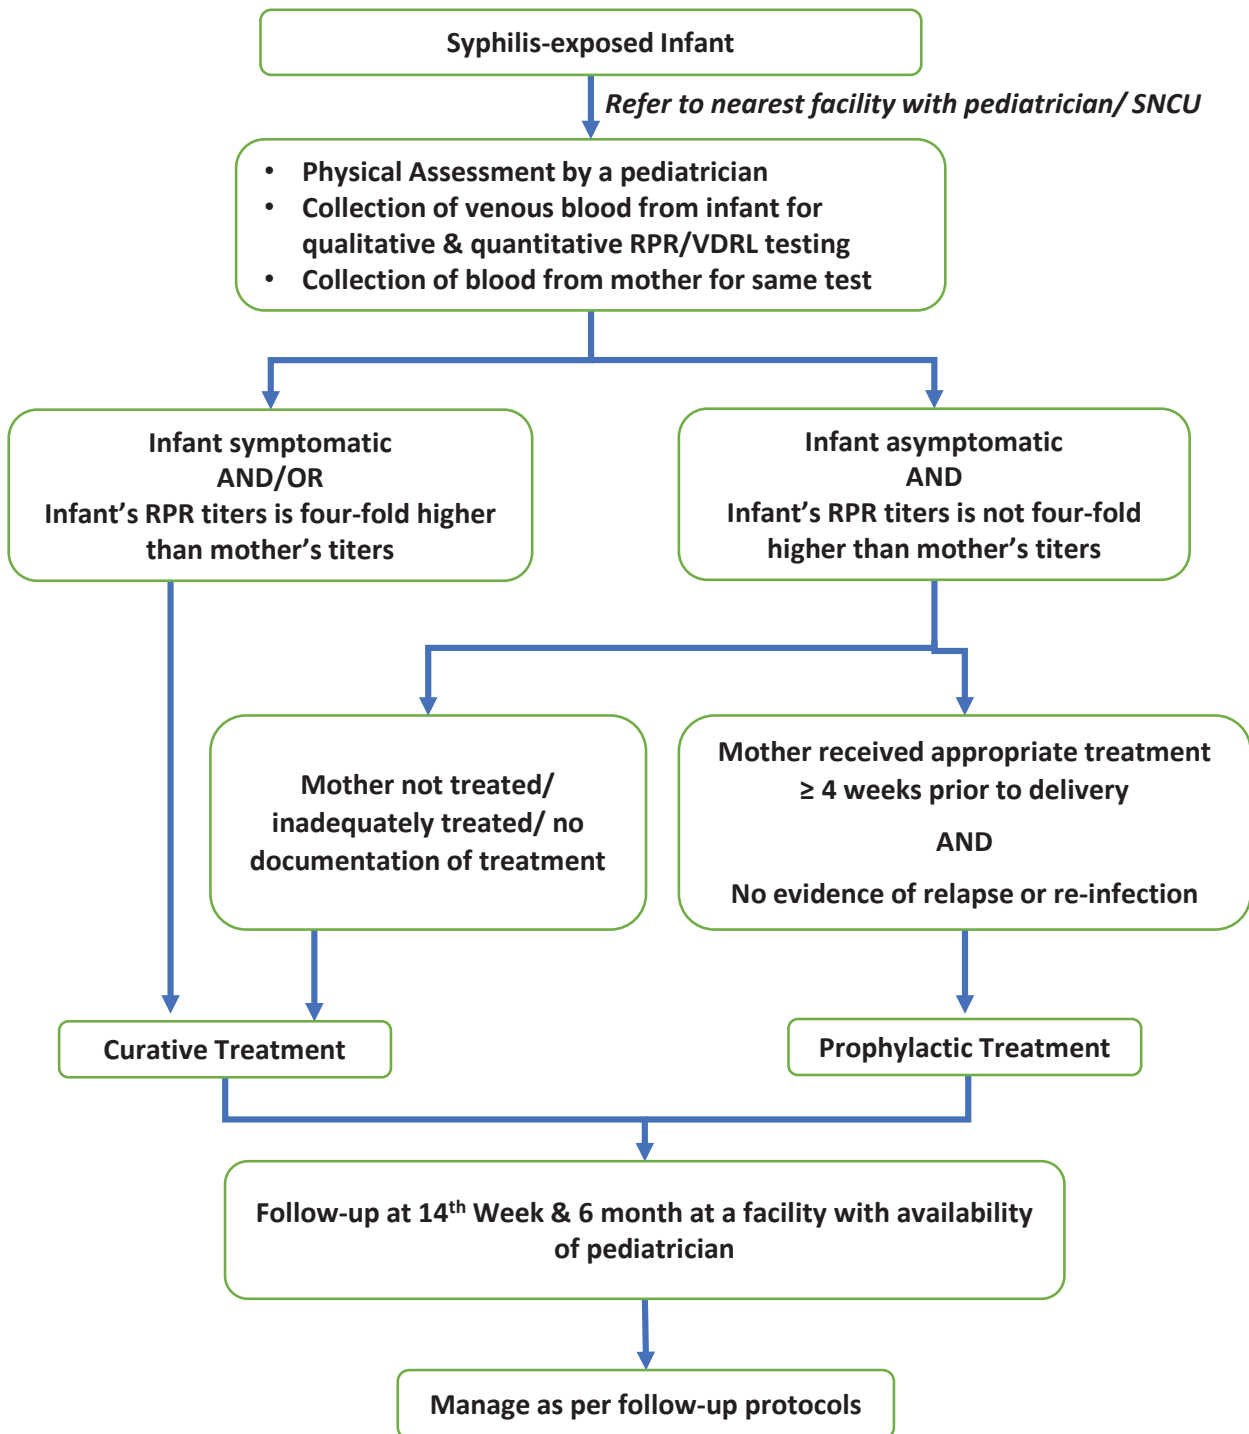 Syphilis-exposed Infant
Refer to nearest facility with pediatrician/ SNCU
• Physical Assessment by a pediatrician
• Collection of venous blood from infant for
qualitative & quantitative RPR/VDRL testing
• Collection of blood from mother for same test
Infant symptomatic
AND/OR
Infant’s RPR titers is four-fold higher
than mother’s titers
Infant asymptomatic
AND
Infant’s RPR titers is not four-fold
higher than mother’s titers
Mother not treated/
inadequately treated/ no
documentation of treatment
Mother received appropriate treatment
≥ 4 weeks prior to delivery
AND
No evidence of relapse or re-infection
Curative Treatment
Prophylactic Treatment
Follow-up at 14th Week & 6 month at a facility with availability
of pediatrician
Manage as per follow-up protocols